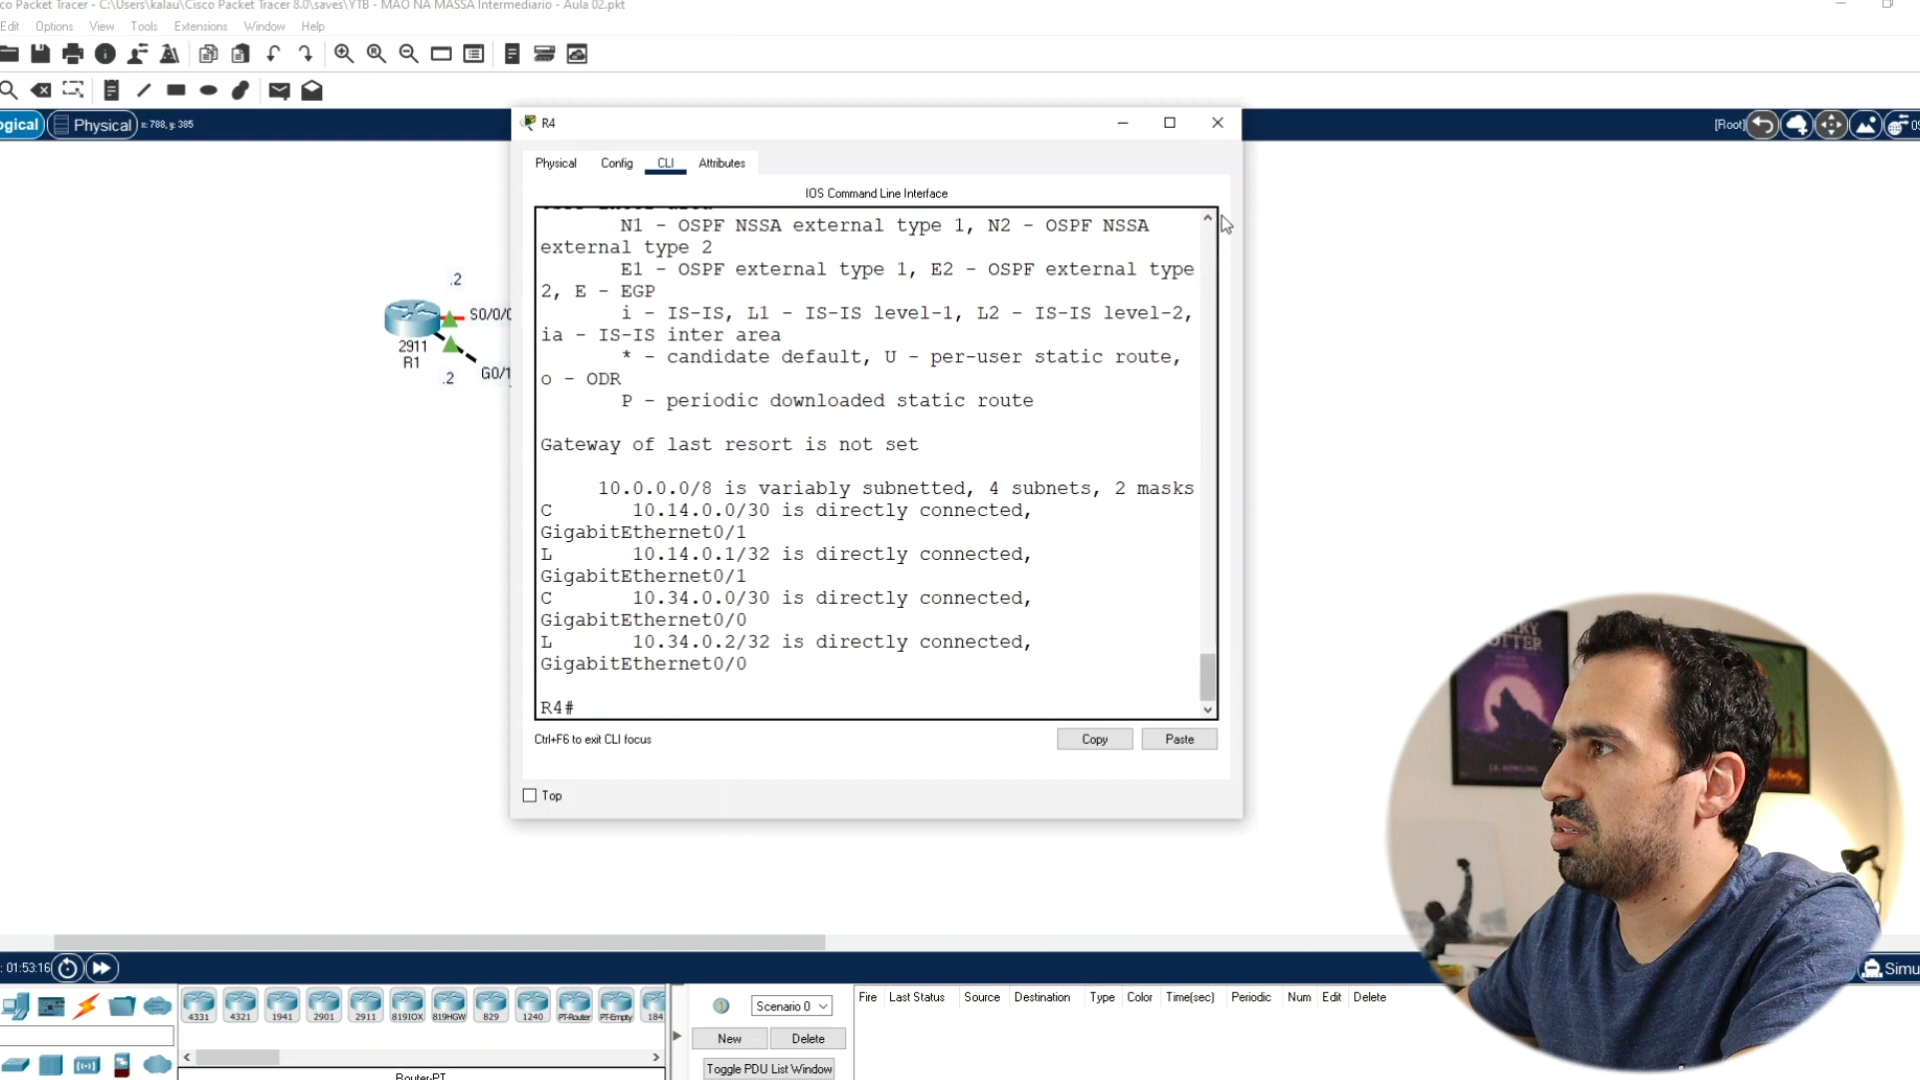 co Packet Tracer - C:\Users\kalau\Cisco Packet Tracer 8.0\saves\YTB - MAO NA MASSA Intermediario - Aula 02.pkt
Edit Options View Tools Extensions Window Help
ogical Physical x: 788, y: 385
[Root]
R4
Physical Config CLI Attributes
IOS Command Line Interface
N1 - OSPF NSSA external type 1, N2 - OSPF NSSA
external type 2
E1 - OSPF external type 1, E2 - OSPF external type
2, E - EGP
i - IS-IS, L1 - IS-IS level-1, L2 - IS-IS level-2,
ia - IS-IS inter area
* - candidate default, U - per-user static route,
o - ODR
P - periodic downloaded static route
Gateway of last resort is not set
10.0.0.0/8 is variably subnetted, 4 subnets, 2 masks
C 10.14.0.0/30 is directly connected,
GigabitEthernet0/1
L 10.14.0.1/32 is directly connected,
GigabitEthernet0/1
C 10.34.0.0/30 is directly connected,
GigabitEthernet0/0
L 10.34.0.2/32 is directly connected,
GigabitEthernet0/0
R4#
Ctrl+F6 to exit CLI focus
Copy Paste
Top
.2
S0/0/0
2911
R1
.2
G0/1
: 01:53:16
Simu
4331 4321 1941 2901 2911 819IOX 819HGW 829 1240 PT-Router PT-Empty 184
Router-PT
Scenario 0
New Delete
Toggle PDU List Window
Fire Last Status Source Destination Type Color Time(sec) Periodic Num Edit Delete